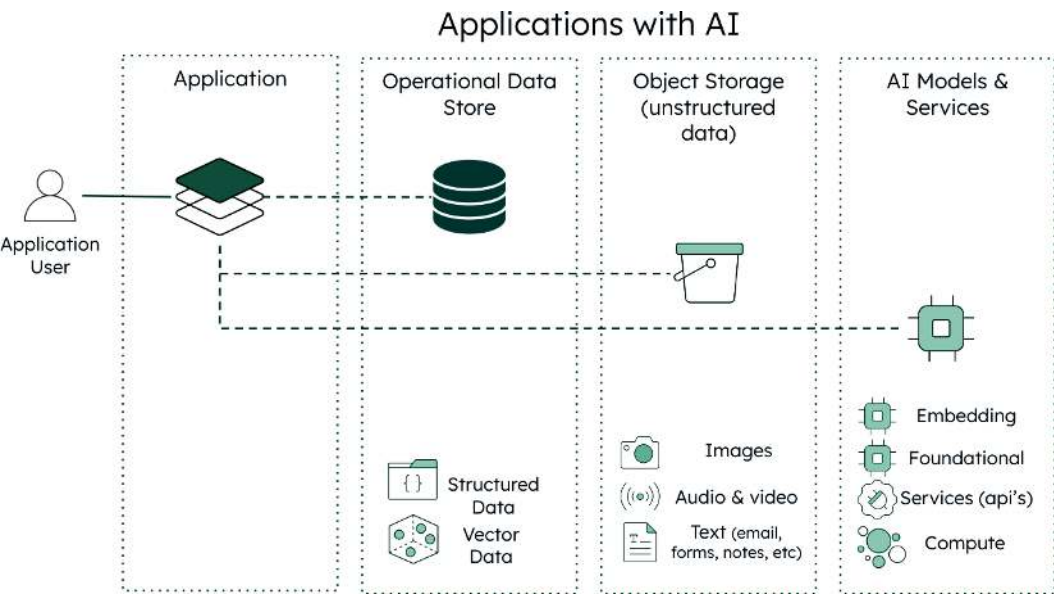 Applications with AI
Application
Operational Data
Store
Object Storage
(unstructured
data)
AI Models &
Services
Application
User
{ }
Structured
Data
Vector
Data
Images
Audio & video
T
Text (email,
forms, notes, etc)
Embedding
Foundational
Services (api's)
Compute